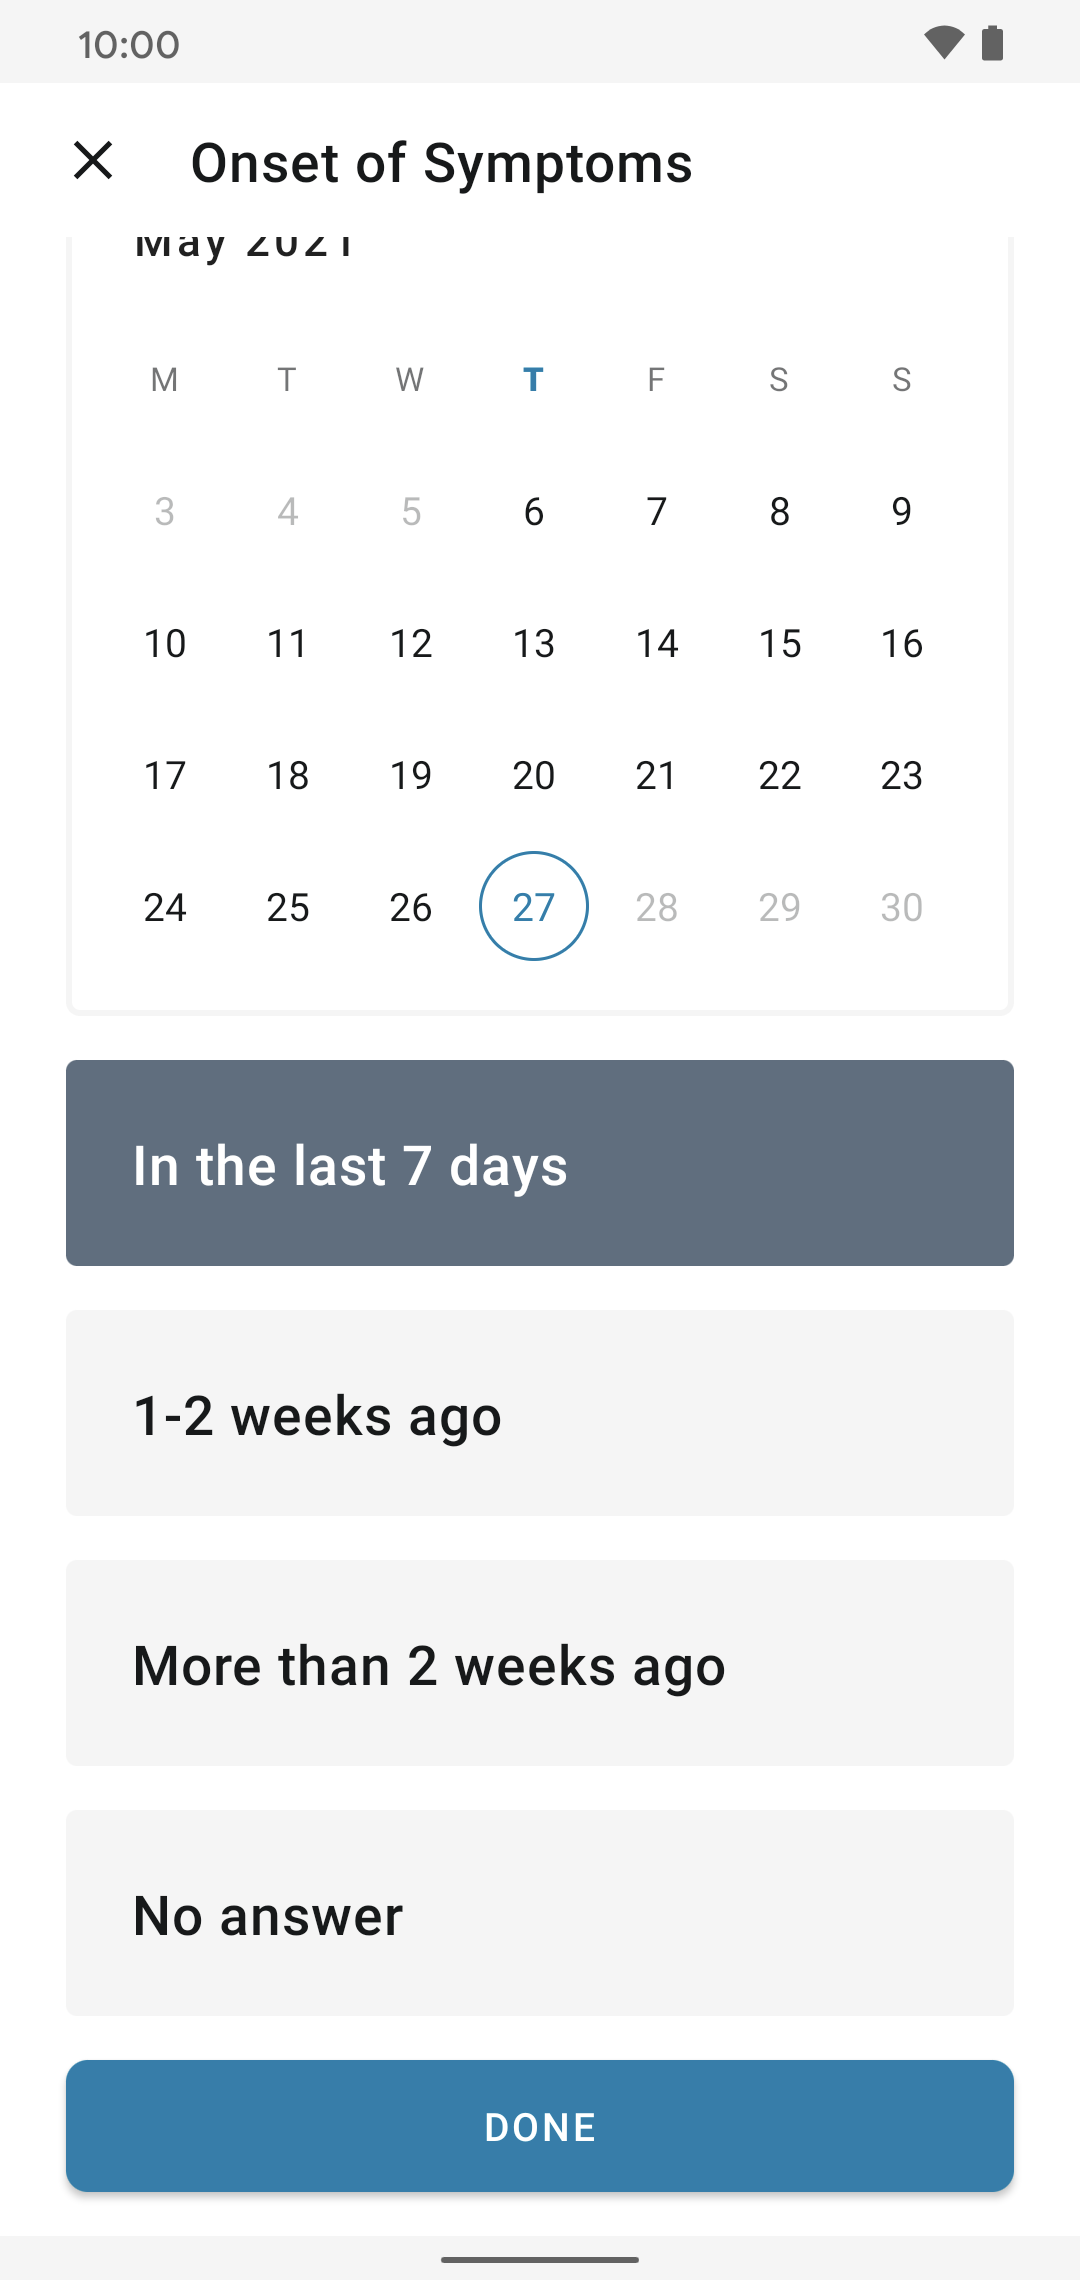 10:00
Onset of Symptoms
May 2021
M T W T F S S
3 4 5 6 7 8 9
10 11 12 13 14 15 16
17 18 19 20 21 22 23
24 25 26 27 28 29 30
In the last 7 days
1-2 weeks ago
More than 2 weeks ago
No answer
DONE